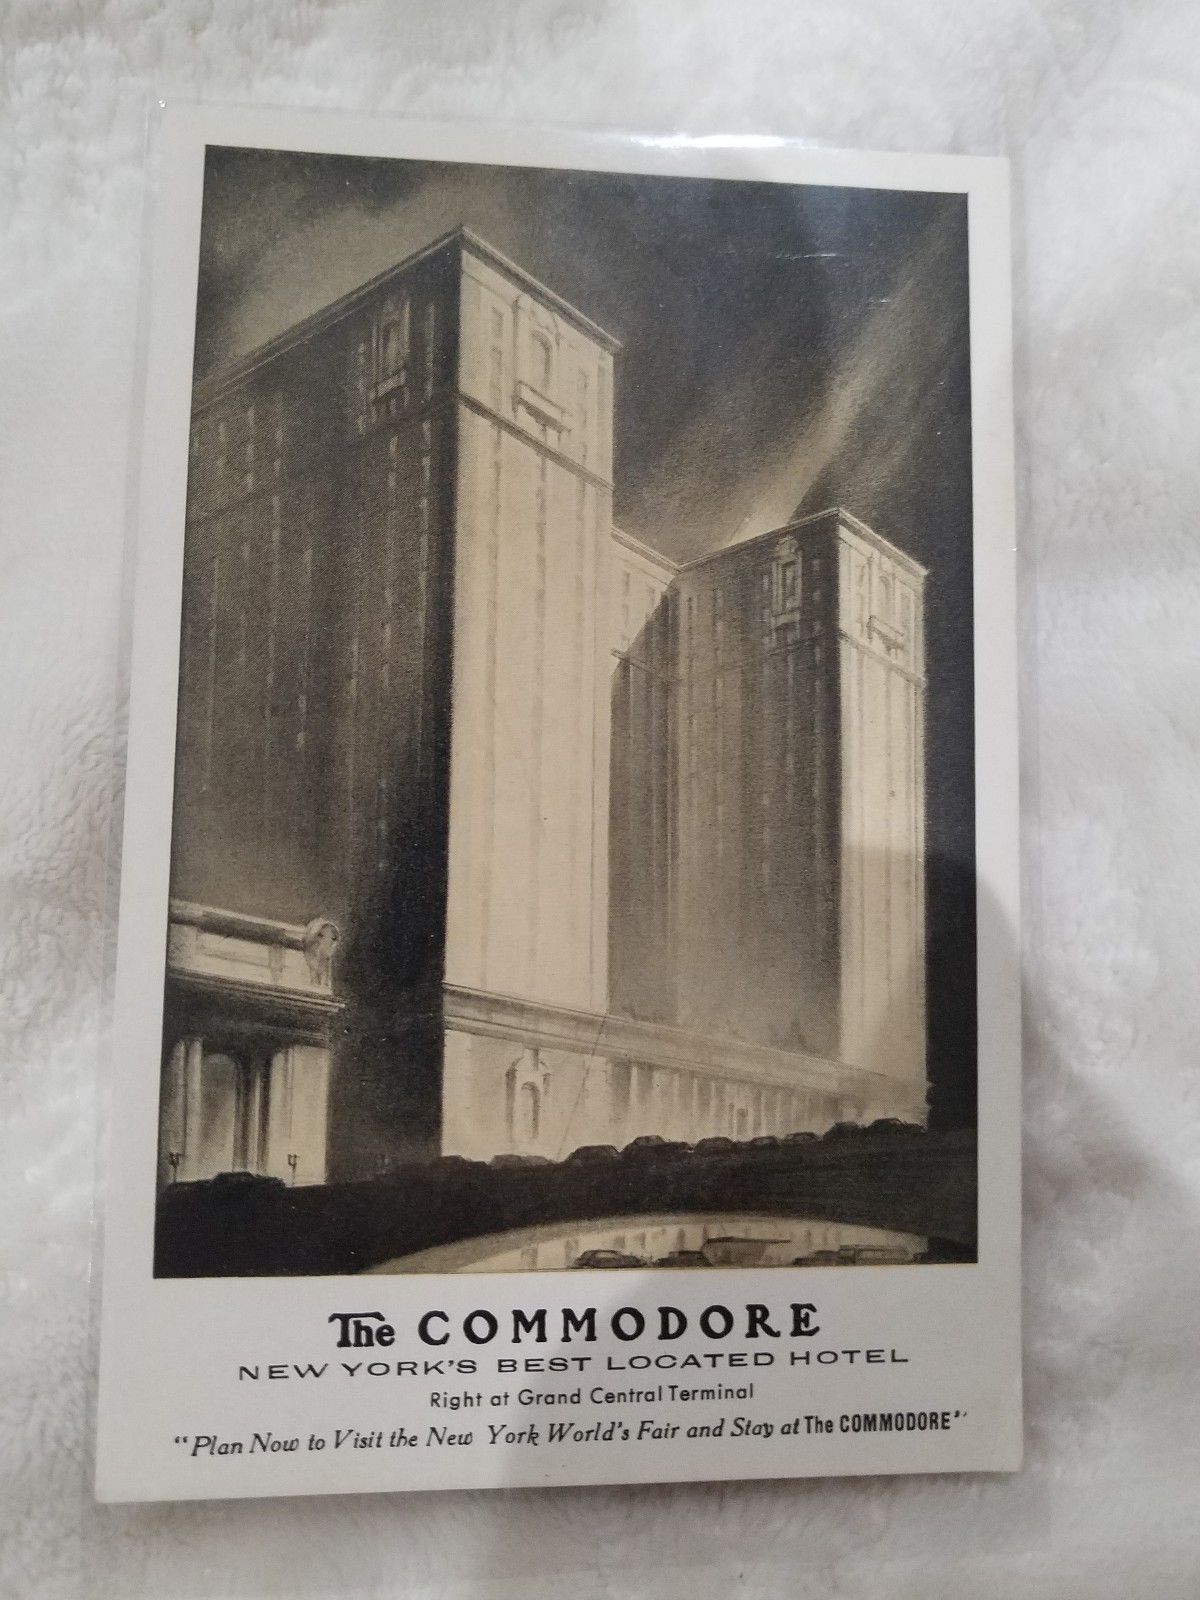 The COMMODORE
NEW YORK'S BEST LOCATED HOTEL
Right at Grand Central Terminal
"Plan Now to Visit the New York World's Fair and Stay at The COMMODORE"